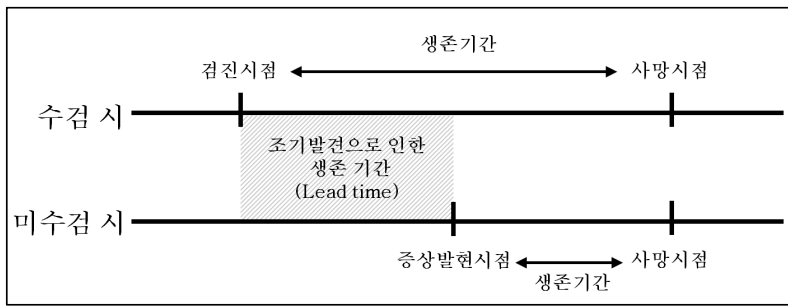 생존기간
검진시점
사망시점
수검 시
조기발견으로 인한
생존 기간
(Lead time)
미수검 시
증상발현시점
사망시점
생존기간